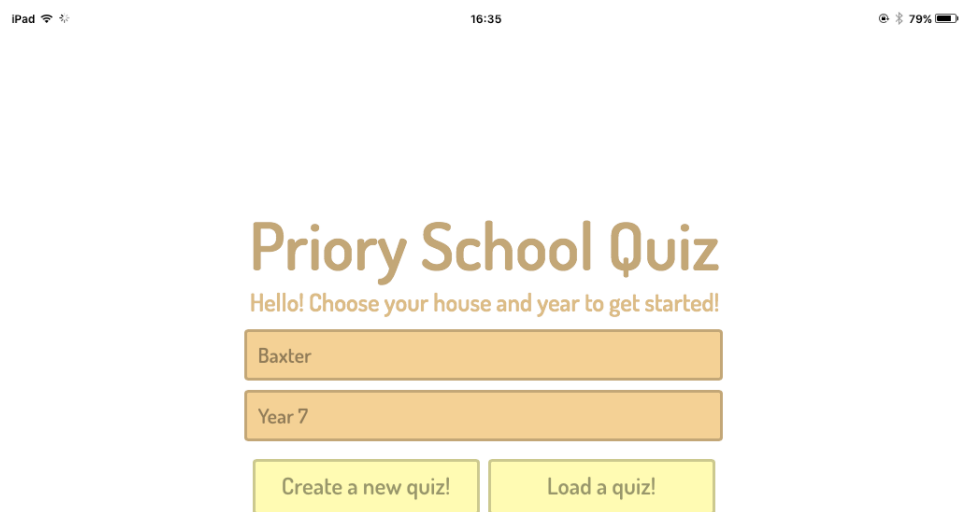 iPad 16:35 79%
Priory School Quiz
Hello! Choose your house and year to get started!
Baxter
Year 7
Create a new quiz! Load a quiz!